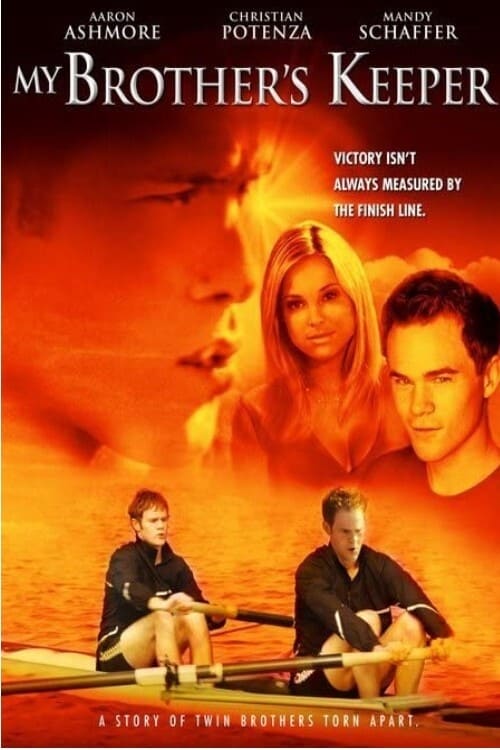 AARON CHRISTIAN MANDY
ASHMORE POTENZA SCHAFFER
MY BROTHER'S KEEPER
VICTORY ISN'T
ALWAYS MEASURED BY
THE FINISH LINE.
A STORY OF TWIN BROTHERS TORN APART.